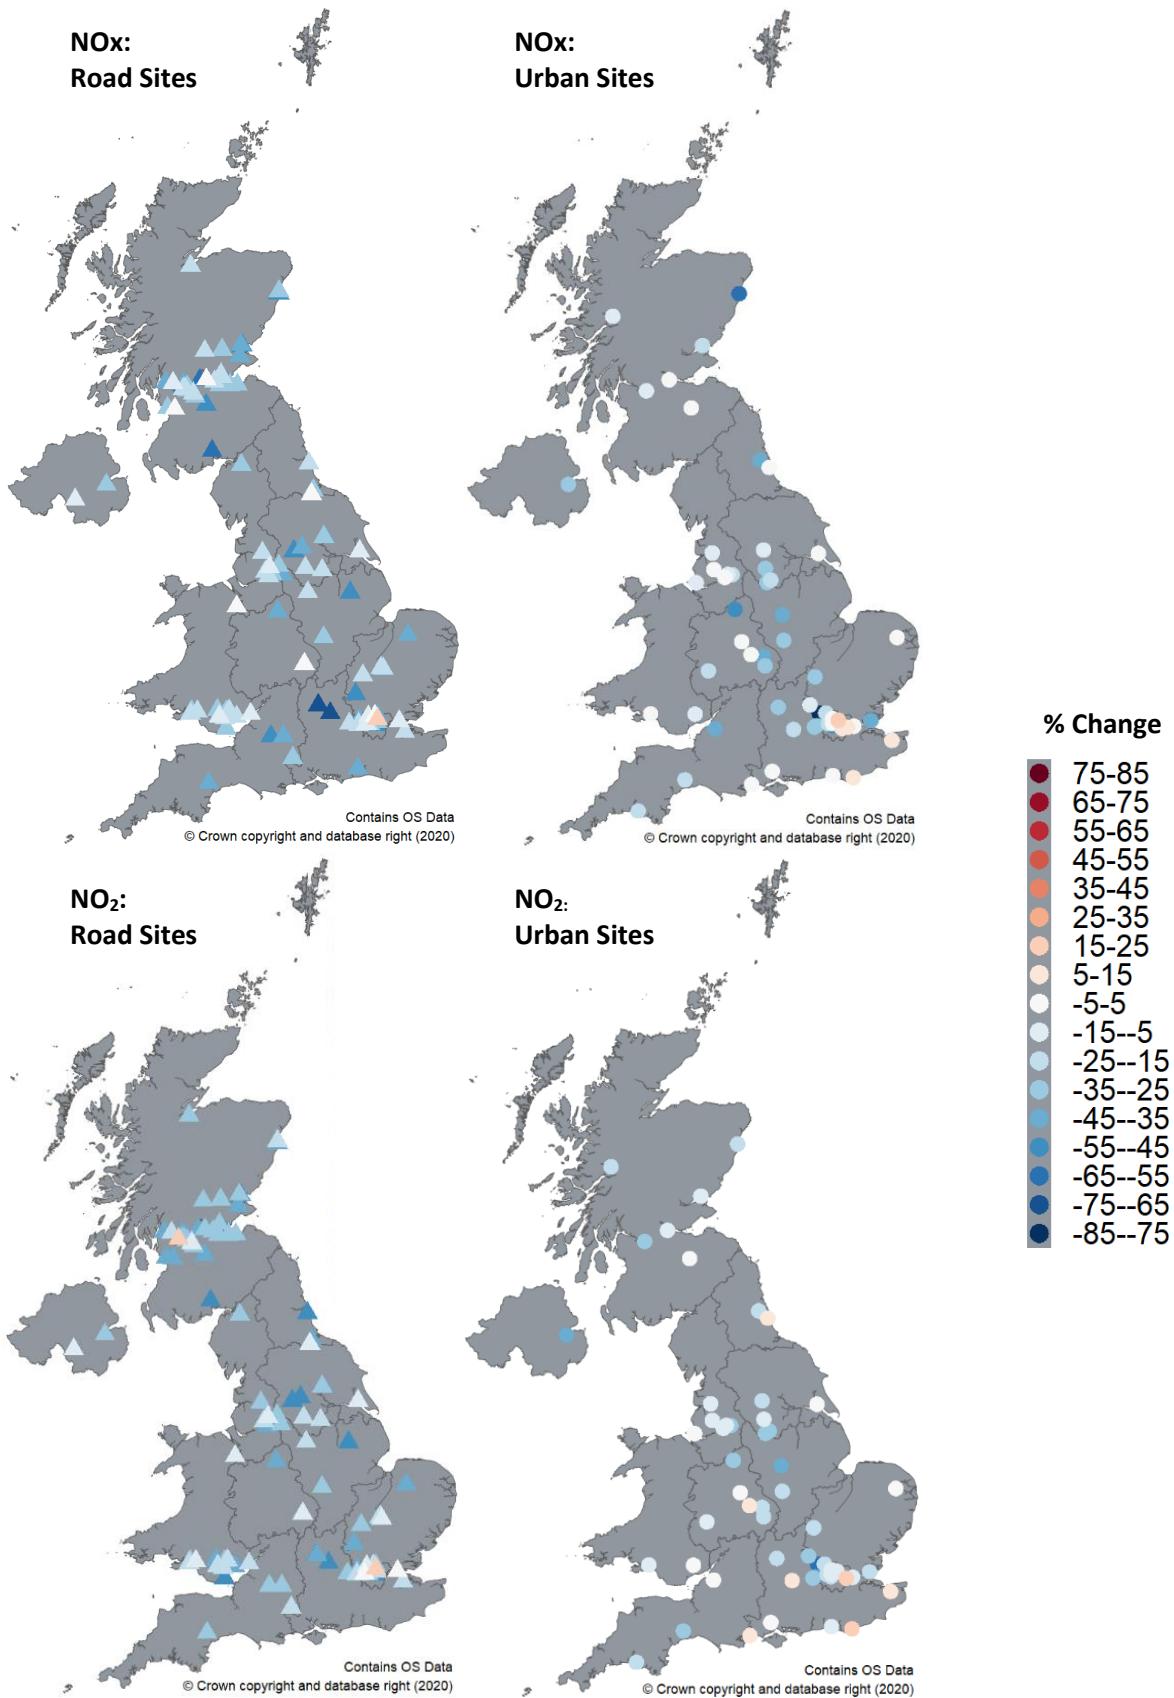 NOx:
Road Sites
NOx:
Urban Sites
Contains OS Data
© Crown copyright and database right (2020)
Contains OS Data
© Crown copyright and database right (2020)
NO₂:
Road Sites
NO₂:
Urban Sites
Contains OS Data
© Crown copyright and database right (2020)
Contains OS Data
© Crown copyright and database right (2020)
% Change
75-85
65-75
55-65
45-55
35-45
25-35
15-25
5-15
-5-5
-15--5
-25--15
-35--25
-45--35
-55--45
-65--55
-75--65
-85--75